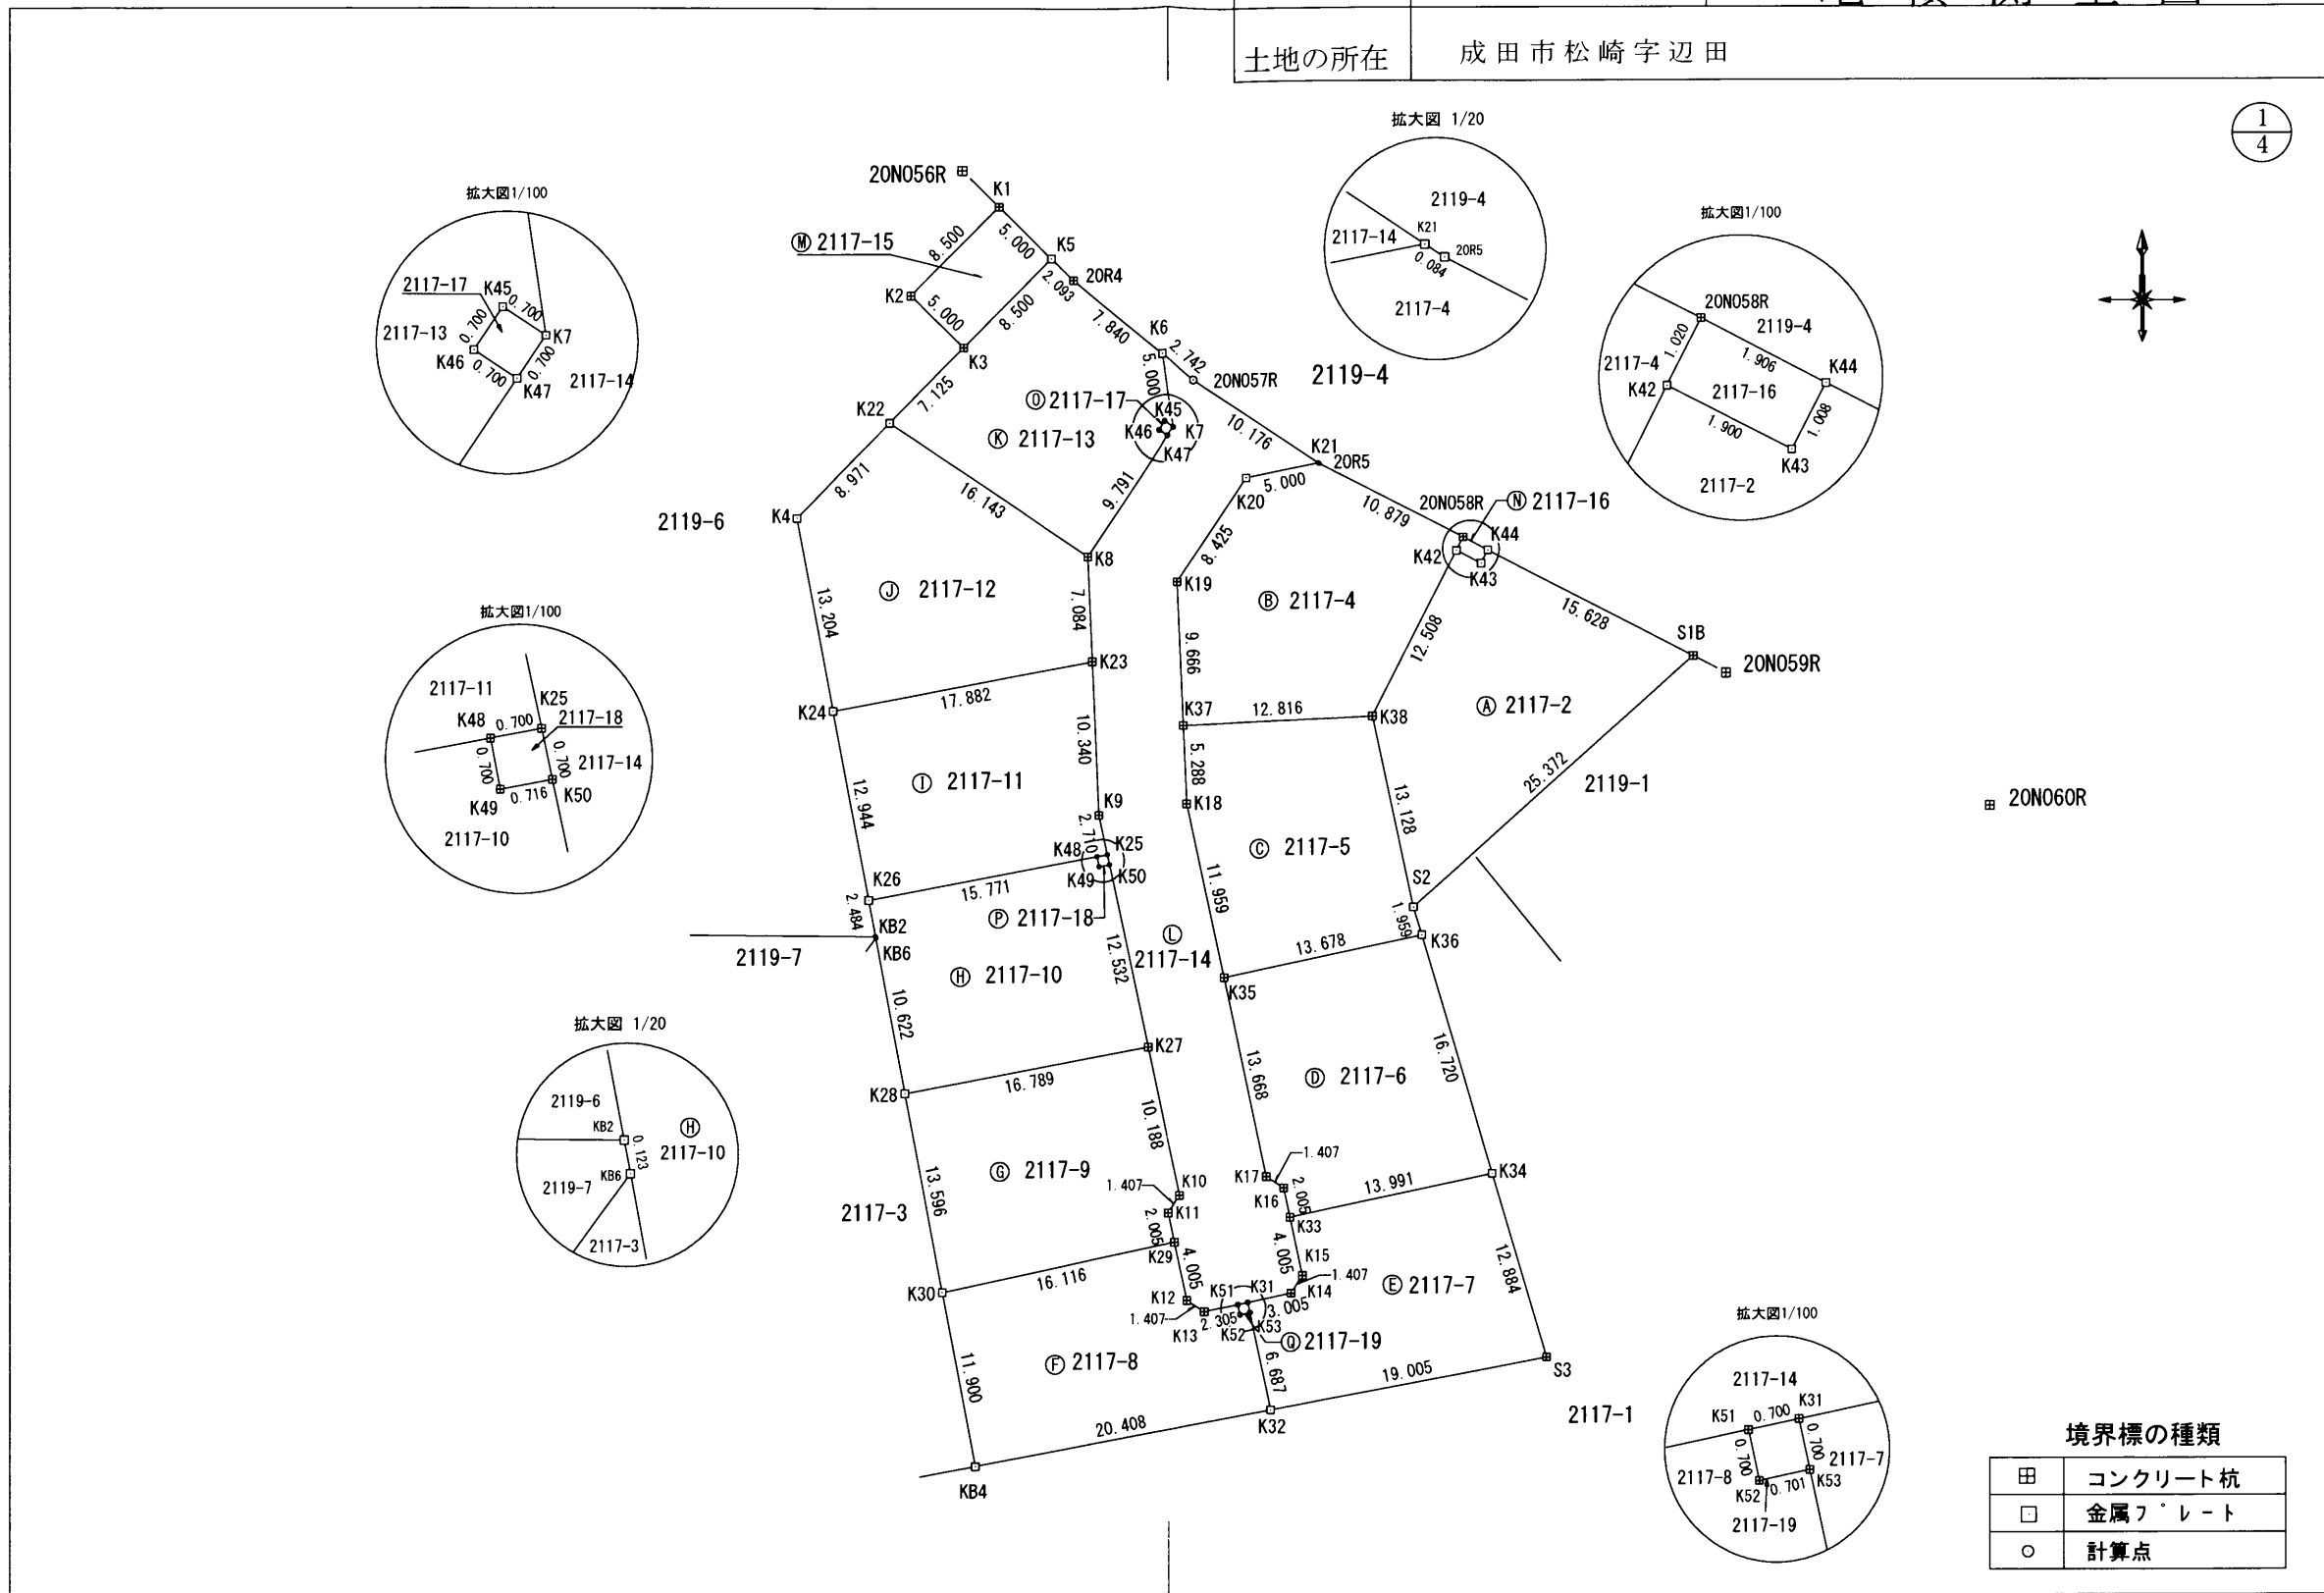 土地の所在
成田市松崎字辺田
1
4
拡大図 1/20
2119-4
K21
2117-14
20R5
0.084
2117-4
拡大図1/100
20N058R
2119-4
1.020
1.906
2117-4
K44
K42
2117-16
1.008
1.900
K43
2117-2
拡大図1/100
2117-17
K45
0.700
0.700
2117-13
K7
K46
0.700
0.700
K47
2117-14
20N056R
K1
Ⓜ 2117-15
8.500
5.000
K5
20R4
2.093
K2
5.000
8.500
K3
7.840
K6
2.742
5.000
20N057R
2119-4
7.125
Ⓞ 2117-17
K45
K22
K46
K7
Ⓚ 2117-13
K47
10.176
K21
20R5
8.971
16.143
9.791
5.000
K20
20N058R
Ⓝ 2117-16
10.879
2119-6
K4
K44
8.425
K42
K8
K43
K19
Ⓙ 2117-12
Ⓑ 2117-4
13.204
7.084
15.628
12.508
S1B
9.666
K23
20N059R
17.882
K24
K37
12.816
K38
Ⓐ 2117-2
10.340
5.288
25.372
Ⓘ 2117-11
2119-1
20N060R
12.944
K9
K18
13.128
2.710
K48
K25
Ⓒ 2117-5
K26
15.771
K49
K50
S2
2.484
11.959
Ⓟ 2117-18
1.959
KB2
Ⓛ
K36
2119-7
KB6
12.532
2117-14
13.678
Ⓗ 2117-10
K35
10.622
K27
16.720
K28
16.789
13.668
Ⓓ 2117-6
10.188
1.407
Ⓖ 2117-9
K17
K34
13.596
1.407
K10
K16
2.005
13.991
2117-3
K11
2.005
K33
K29
4.005
4.005
K15
12.884
16.116
1.407
Ⓔ 2117-7
K30
K12
K51
K31
K14
1.407
K13
2.305
3.005
K52
K53
Ⓠ 2117-19
Ⓕ 2117-8
11.900
6.687
19.005
S3
20.408
K32
2117-1
KB4
拡大図1/100
2117-11
K25
K48
0.700
2117-18
0.700
0.700
2117-14
K49
0.716
K50
2117-10
拡大図 1/20
2119-6
Ⓗ
KB2
0.123
2117-10
KB6
2119-7
2117-3
拡大図1/100
2117-14
K51
0.700
K31
0.700
0.700
2117-7
2117-8
K53
K52
0.701
2117-19
境界標の種類
コンクリート杭
金属プレート
計算点